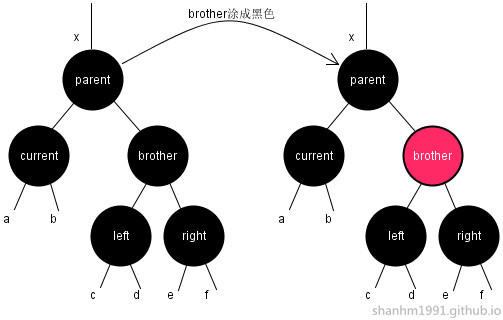 brother涂成黑色
x
x
parent
parent
current
brother
current
brother
a
b
left
right
a
b
left
right
c
d
e
f
c
d
e
f
shanhm1991.github.io